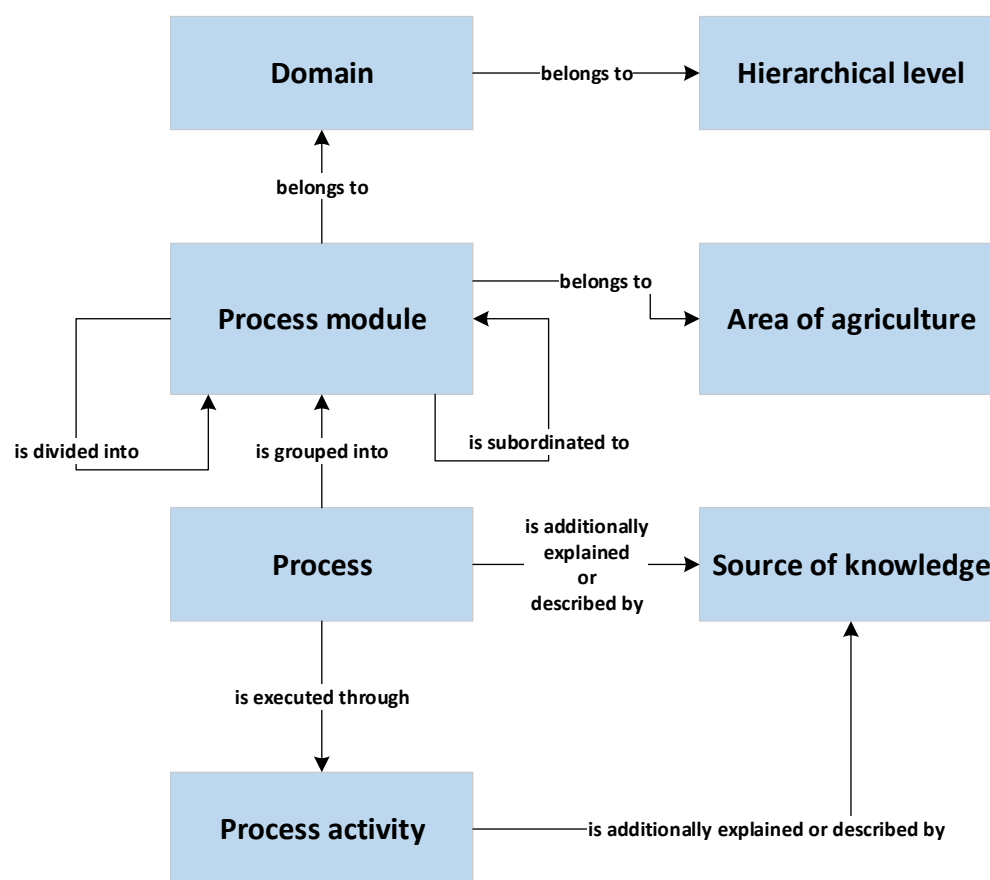 Domain
belongs to
Hierarchical level
belongs to
Process module
belongs to
Area of agriculture
is divided into
is grouped into
is subordinated to
Process
is additionally
explained
or
described by
Source of knowledge
is executed through
Process activity
is additionally explained or described by